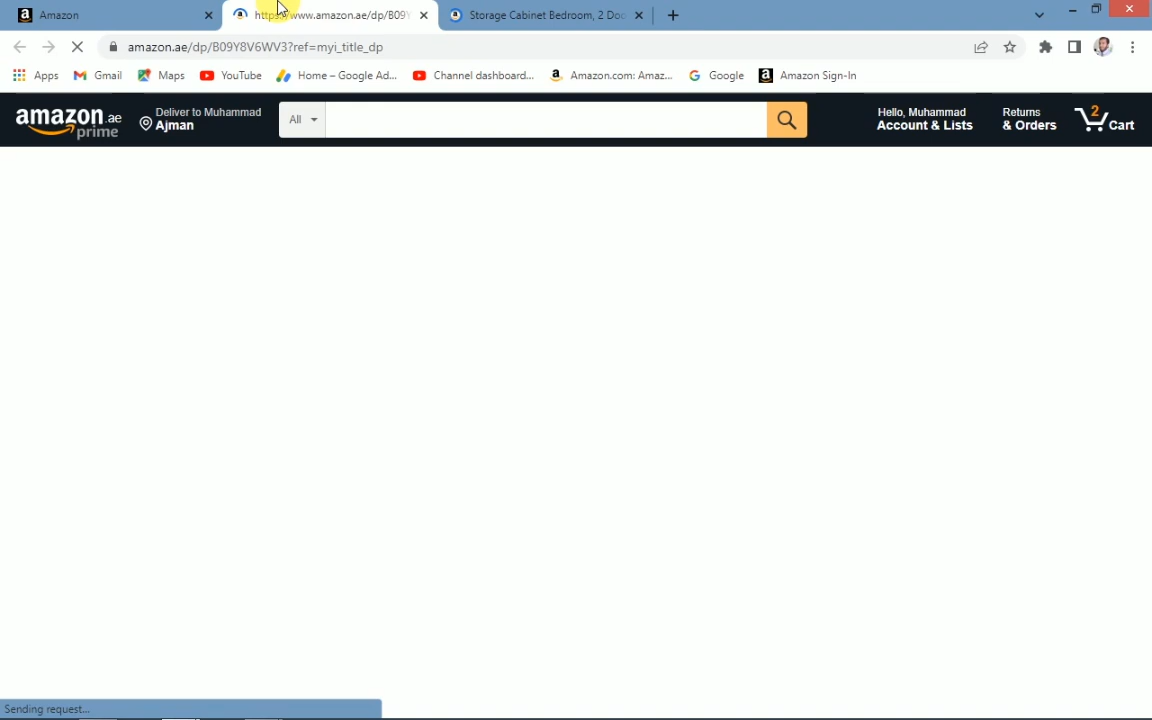 Amazon
https://www.amazon.ae/dp/B09Y
Storage Cabinet Bedroom, 2 Doo
amazon.ae/dp/B09Y8V6WV3?ref=myi_title_dp
Apps
Gmail
Maps
YouTube
Home – Google Ad...
Channel dashboard...
Amazon.com: Amaz...
Google
Amazon Sign-In
amazon.ae
prime
Deliver to Muhammad
Ajman
All
Hello, Muhammad
Account & Lists
Returns
& Orders
2
Cart
Sending request...